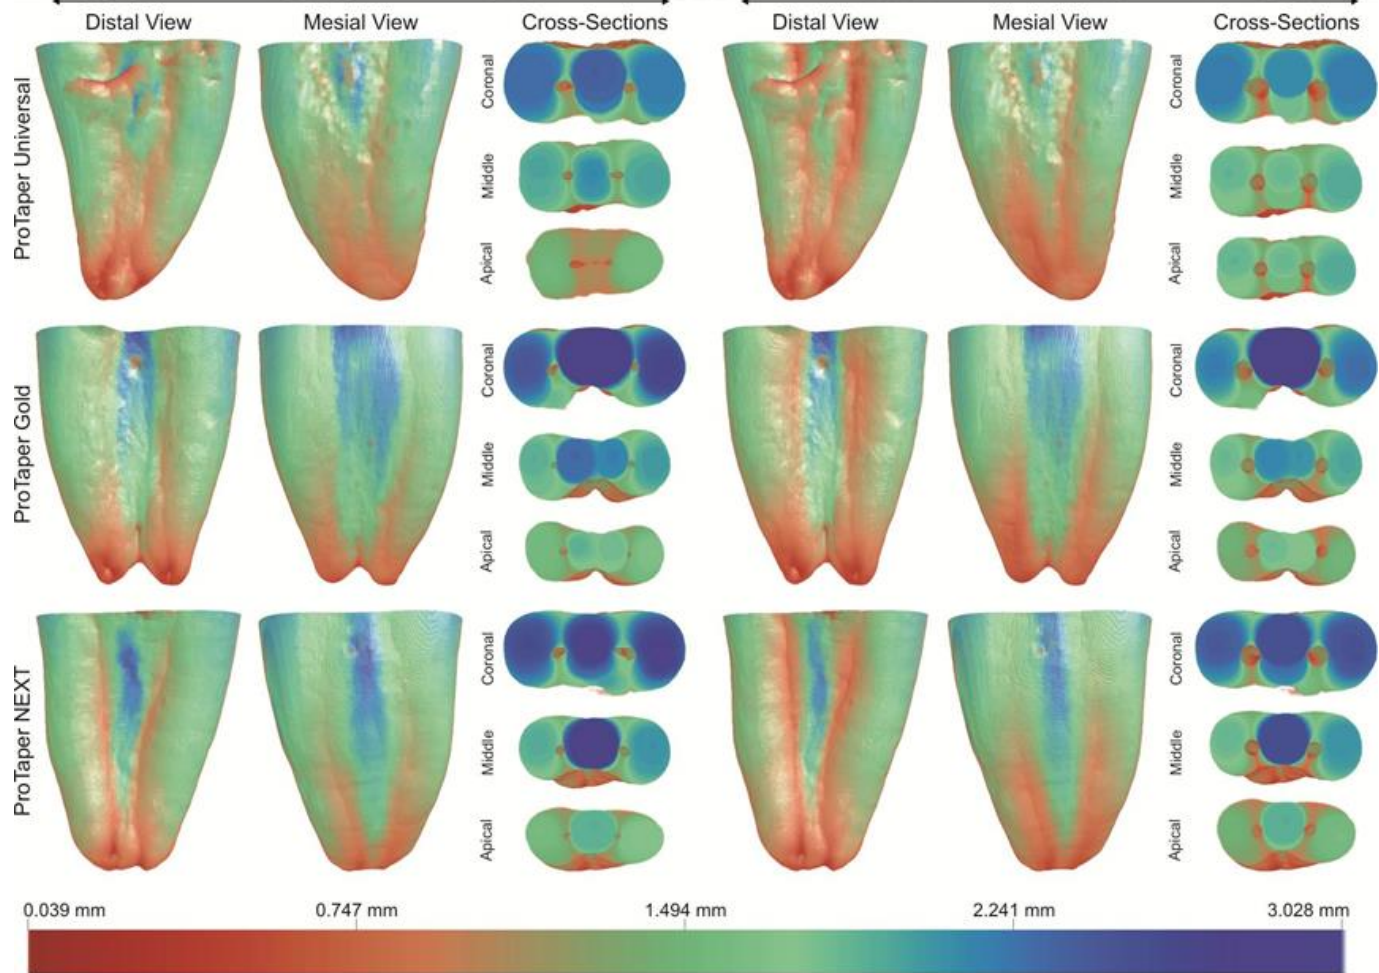 Distal View Mesial View Cross-Sections Distal View Mesial View Cross-Sections
ProTaper Universal
Coronal Coronal
Middle Middle
Apical Apical
ProTaper Gold
Coronal Coronal
Middle Middle
Apical Apical
ProTaper NEXT
Coronal Coronal
Middle Middle
Apical Apical
0.039 mm 0.747 mm 1.494 mm 2.241 mm 3.028 mm